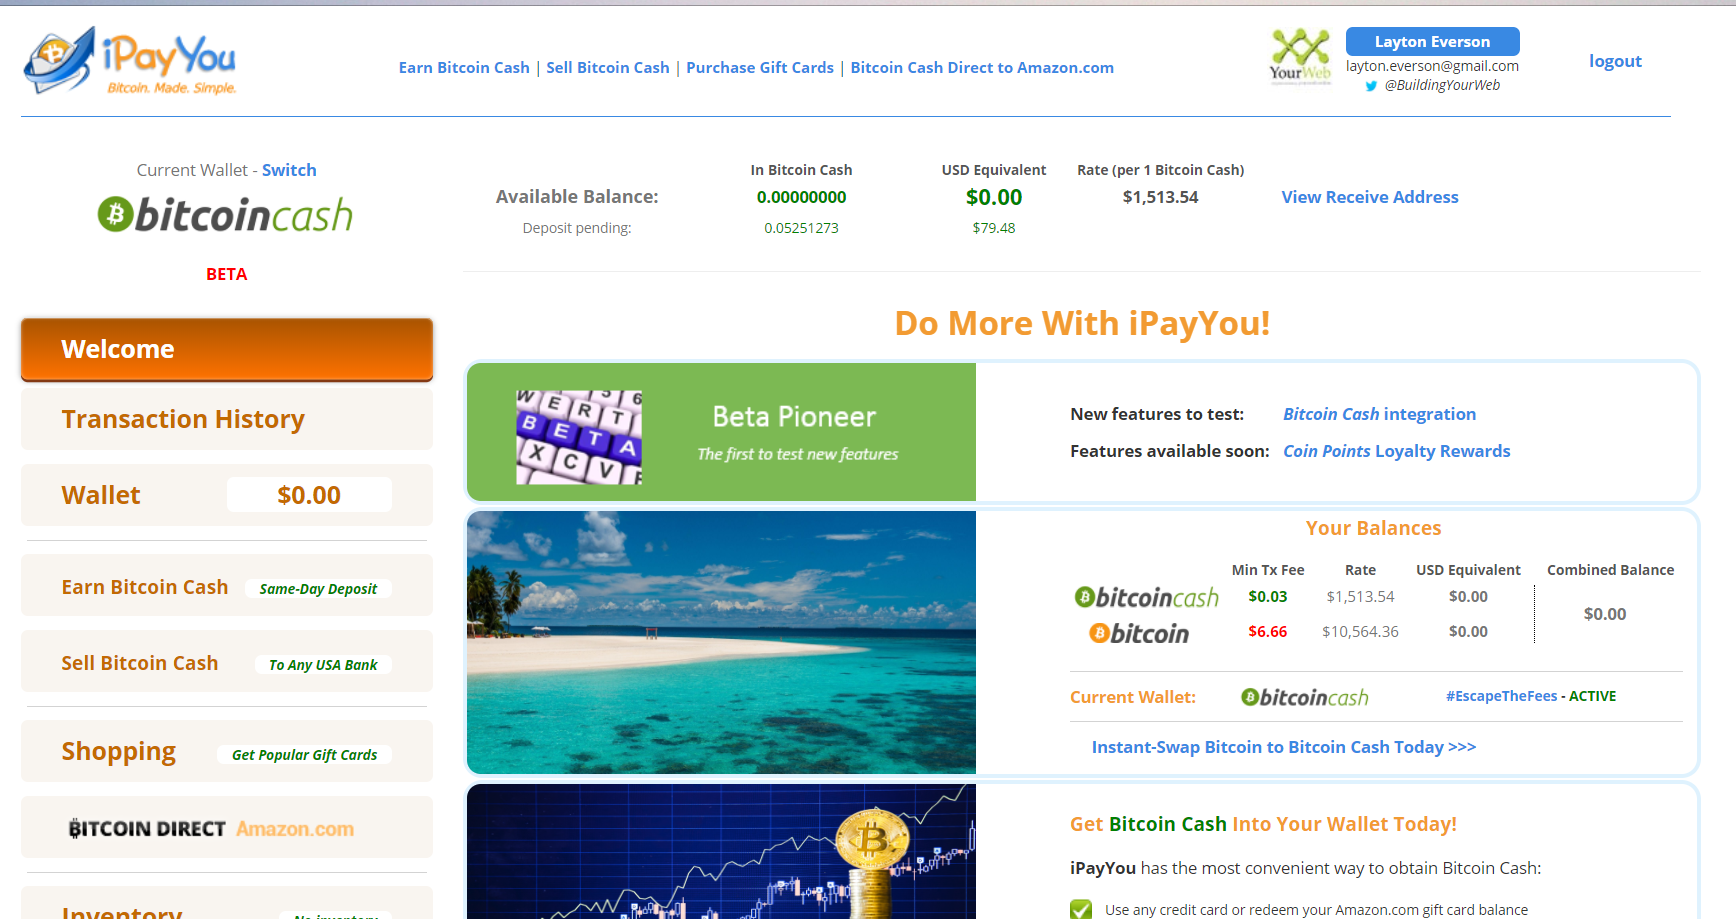 iPayYou
Bitcoin. Made. Simple.
Earn Bitcoin Cash | Sell Bitcoin Cash | Purchase Gift Cards | Bitcoin Cash Direct to Amazon.com
YourWeb
Layton Everson
layton.everson@gmail.com
@BuildingYourWeb
logout
Current Wallet - Switch
bitcoincash
BETA
In Bitcoin Cash USD Equivalent Rate (per 1 Bitcoin Cash)
Available Balance: 0.00000000 $0.00 $1,513.54 View Receive Address
Deposit pending: 0.05251273 $79.48
Welcome
Transaction History
Wallet $0.00
Earn Bitcoin Cash Same-Day Deposit
Sell Bitcoin Cash To Any USA Bank
Shopping Get Popular Gift Cards
BITCOIN DIRECT Amazon.com
Inventory No inventory
Do More With iPayYou!
W E R T 5 6
B E T A
X C V F
Beta Pioneer
The first to test new features
New features to test: Bitcoin Cash integration
Features available soon: Coin Points Loyalty Rewards
Your Balances
Min Tx Fee Rate USD Equivalent Combined Balance
bitcoincash $0.03 $1,513.54 $0.00
$0.00
bitcoin $6.66 $10,564.36 $0.00
Current Wallet: bitcoincash #EscapeTheFees - ACTIVE
Instant-Swap Bitcoin to Bitcoin Cash Today >>>
Get Bitcoin Cash Into Your Wallet Today!
iPayYou has the most convenient way to obtain Bitcoin Cash:
Use any credit card or redeem your Amazon.com gift card balance